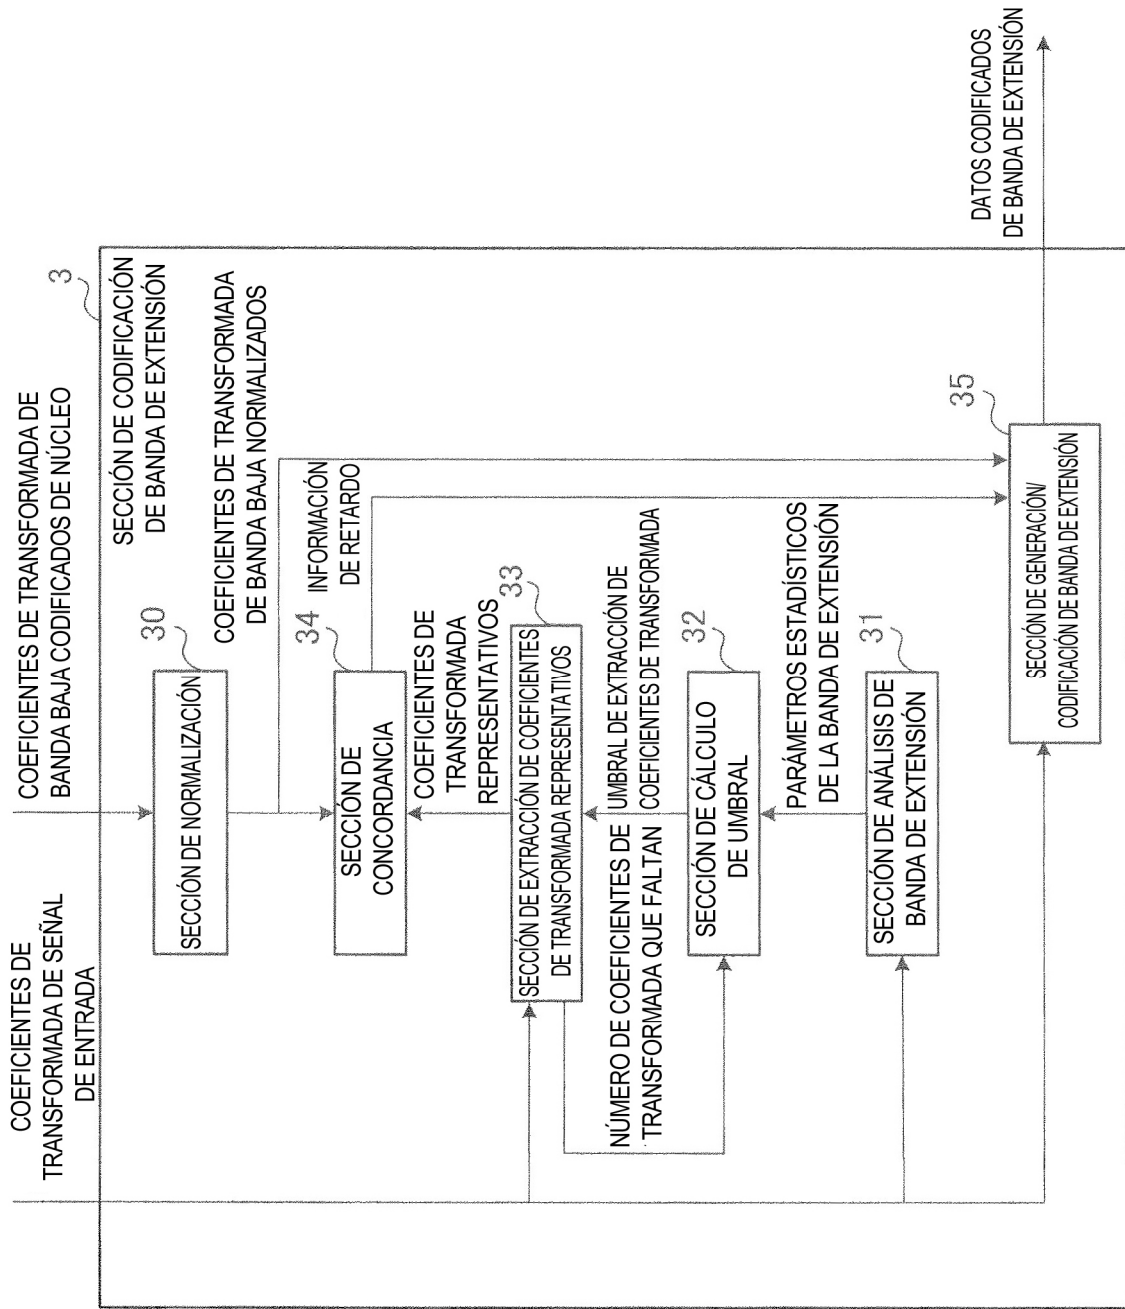 COEFICIENTES DE
TRANSFORMADA DE SEÑAL
DE ENTRADA
COEFICIENTES DE TRANSFORMADA DE
BANDA BAJA CODIFICADOS DE NÚCLEO
3
SECCIÓN DE CODIFICACIÓN
DE BANDA DE EXTENSIÓN
30
SECCIÓN DE NORMALIZACIÓN
COEFICIENTES DE TRANSFORMADA
DE BANDA BAJA NORMALIZADOS
34
SECCIÓN DE
CONCORDANCIA
INFORMACIÓN
DE RETARDO
COEFICIENTES DE
TRANSFORMADA
REPRESENTATIVOS
33
SECCIÓN DE EXTRACCIÓN DE COEFICIENTES
DE TRANSFORMADA REPRESENTATIVOS
NÚMERO DE COEFICIENTES DE
TRANSFORMADA QUE FALTAN
UMBRAL DE EXTRACCIÓN DE
COEFICIENTES DE TRANSFORMADA
32
SECCIÓN DE CÁLCULO
DE UMBRAL
PARÁMETROS ESTADÍSTICOS
DE LA BANDA DE EXTENSIÓN
31
SECCIÓN DE ANÁLISIS DE
BANDA DE EXTENSIÓN
35
SECCIÓN DE GENERACIÓN/
CODIFICACIÓN DE BANDA DE EXTENSIÓN
DATOS CODIFICADOS
DE BANDA DE EXTENSIÓN